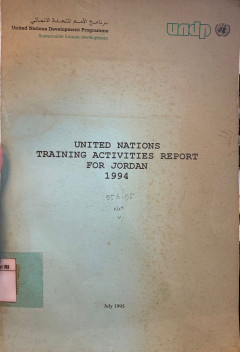 برنامج الأمم المتحدة الإنمائي
United Nations Development Programme
Sustainable human development
undp
UNITED NATIONS
TRAINING ACTIVITIES REPORT
FOR JORDAN
1994
July 1995